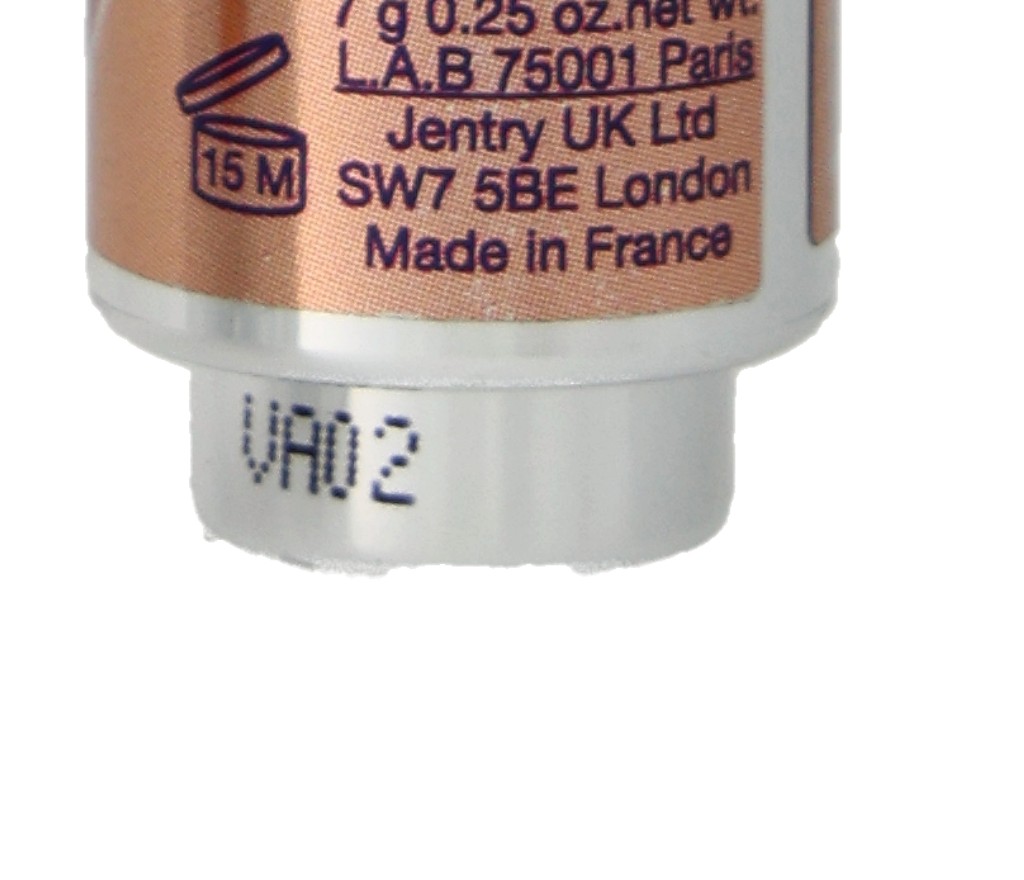 7 g 0.25 oz.net wt.
L.A.B 75001 Paris
Jentry UK Ltd
15 M
SW7 5BE London
Made in France
VA02